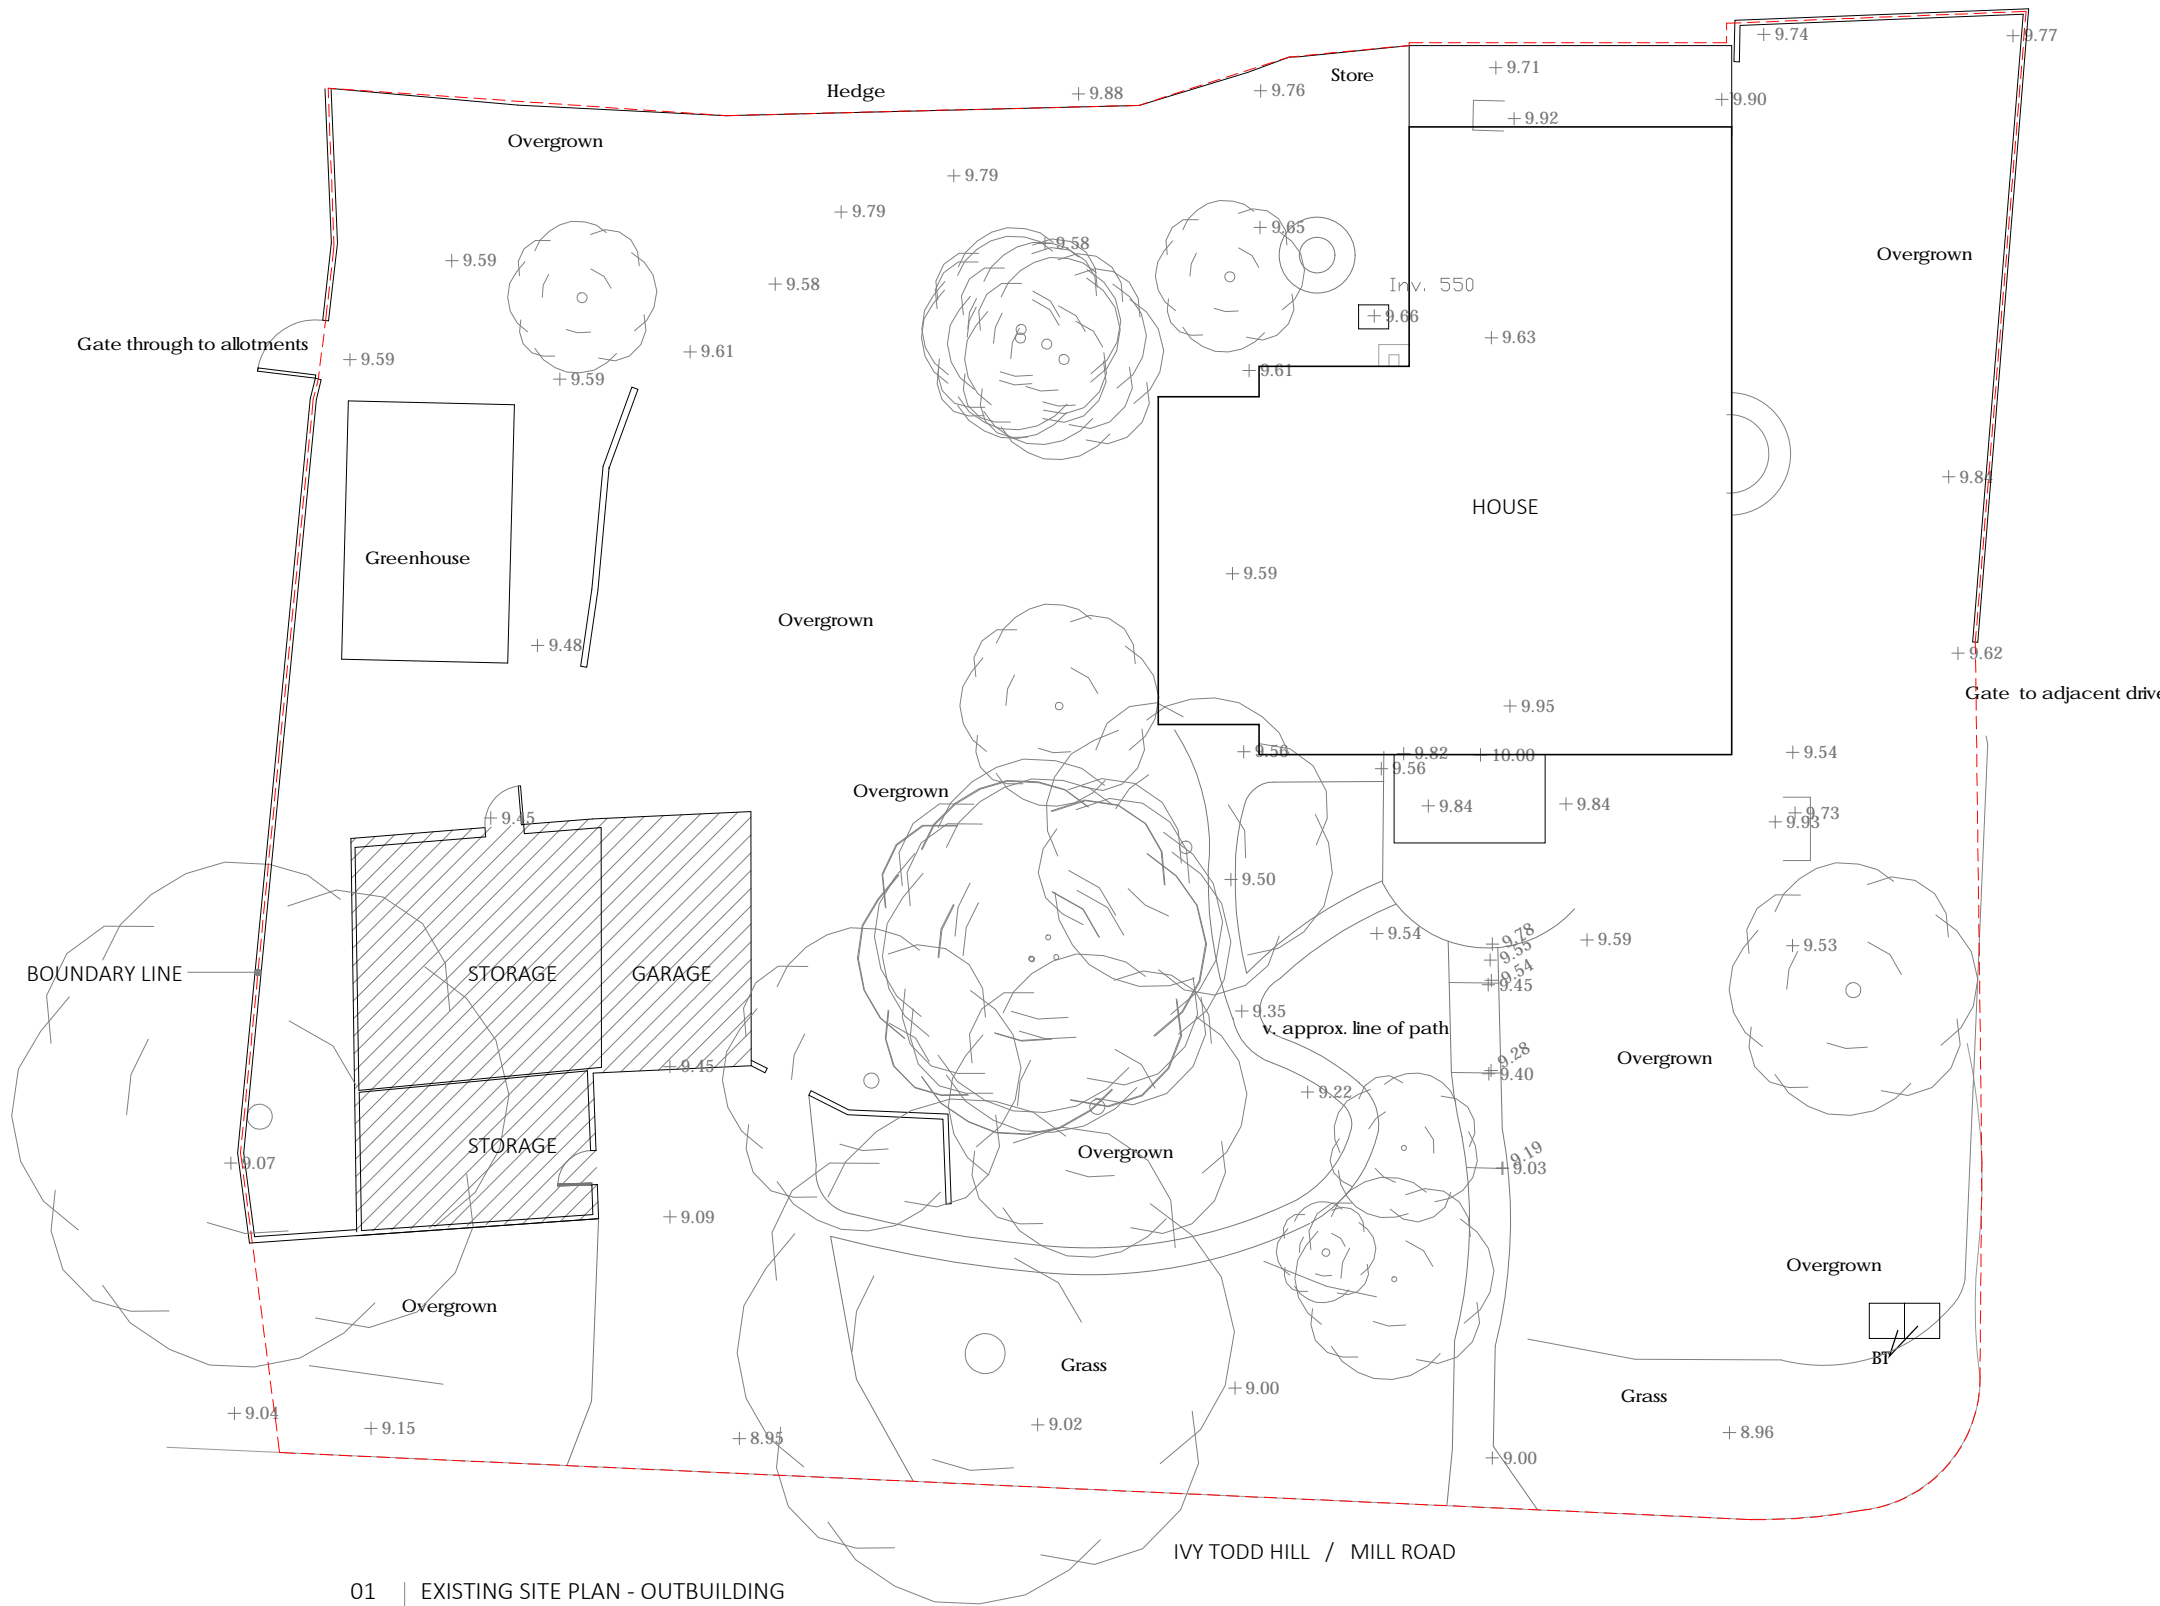 +9.74
+9.77
Store
+9.71
Hedge
+9.88
+9.76
+9.90
+9.92
Overgrown
+9.79
+9.79
+9.65
+9.58
Overgrown
+9.59
+9.58
Inv. 550
+9.66
+9.63
Gate through to allotments
+9.59
+9.61
+9.59
+9.61
+9.84
HOUSE
Greenhouse
+9.59
Overgrown
+9.48
+9.62
Gate to adjacent drive
+9.95
+9.56
+9.82
+10.00
+9.54
+9.56
Overgrown
+9.84
+9.84
+9.73
+9.93
+9.45
+9.50
+9.54
+9.78
+9.55
+9.59
+9.53
BOUNDARY LINE
STORAGE
GARAGE
+9.54
+9.45
+9.35
v. approx. line of path
+9.28
Overgrown
+9.45
+9.40
+9.22
STORAGE
Overgrown
+9.19
+9.07
+9.03
+9.09
Overgrown
Overgrown
BT
Grass
+9.00
Grass
+9.04
+9.15
+9.02
+8.95
+8.96
+9.00
IVY TODD HILL / MILL ROAD
01 | EXISTING SITE PLAN - OUTBUILDING